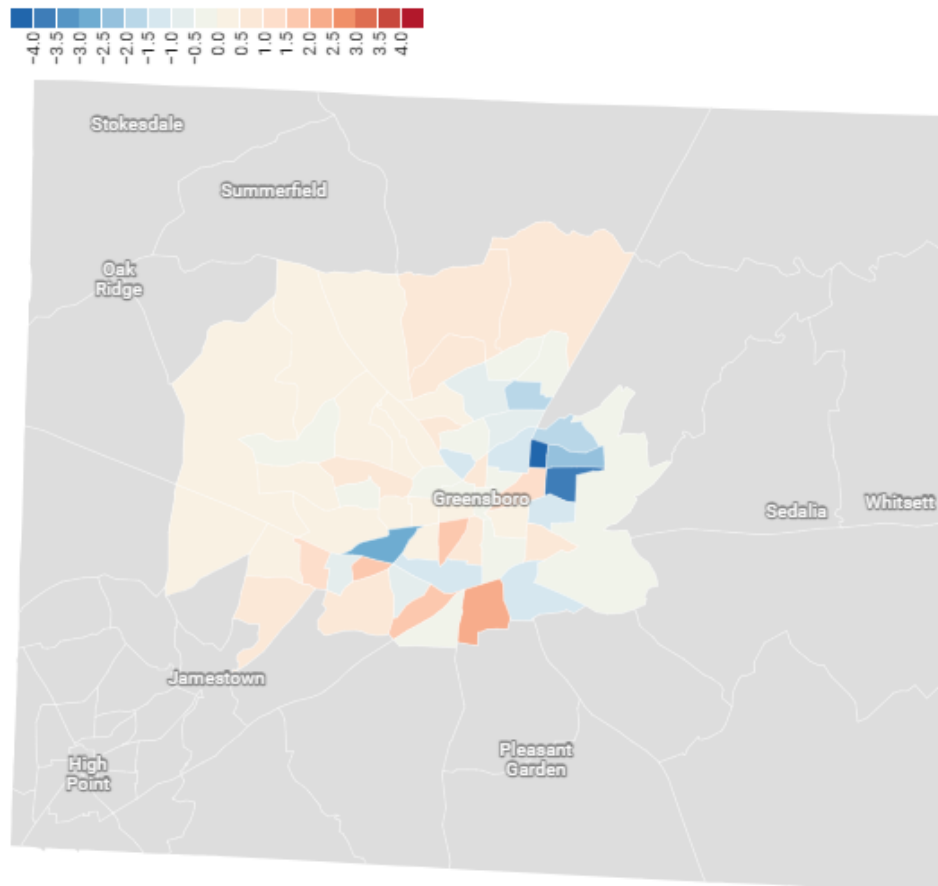 -4.0
-3.5
-3.0
-2.5
-2.0
-1.5
-1.0
-0.5
0.0
0.5
1.0
1.5
2.0
2.5
3.0
3.5
4.0
Stokesdale
Summerfield
Oak
Ridge
Greensboro
Sedalia
Whitsett
Jamestown
Pleasant
Garden
High
Point